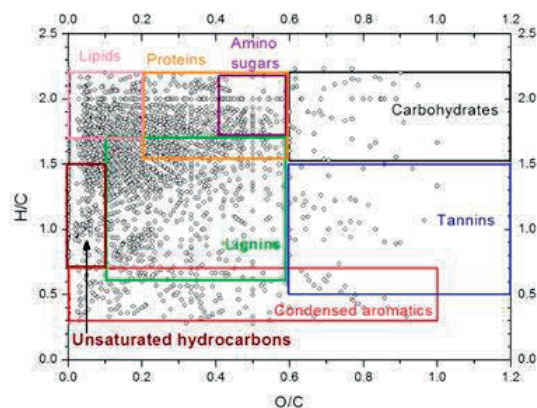 0.0 0.2 0.4 0.6 0.8 1.0 1.2
2.5 2.5
Lipids Proteins Amino
sugars
2.0 Carbohydrates 2.0
1.5 1.5
H/C
1.0 Lignins Tannins 1.0
0.5 Condensed aromatics 0.5
Unsaturated hydrocarbons
0.0 0.0
0.0 0.2 0.4 0.6 0.8 1.0 1.2
O/C